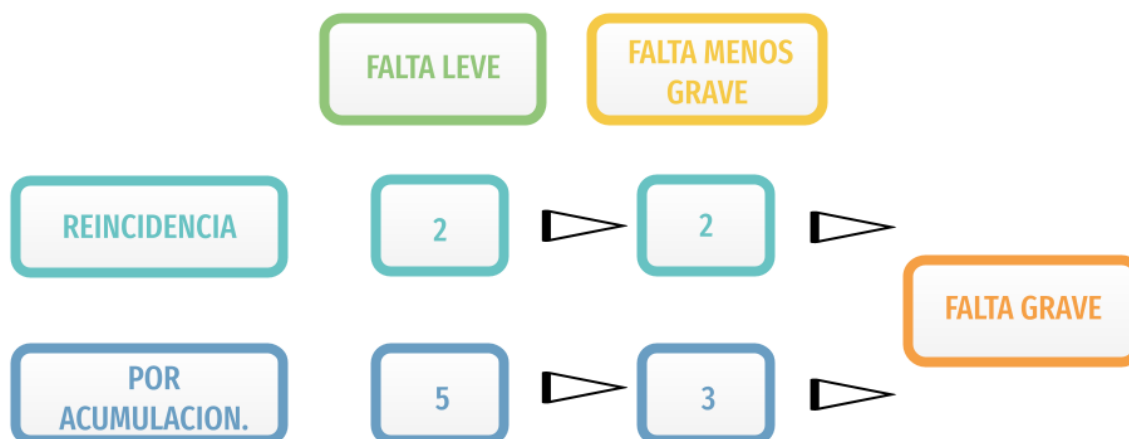 FALTA LEVE
FALTA MENOS
GRAVE
REINCIDENCIA
2
2
FALTA GRAVE
POR
ACUMULACION.
5
3